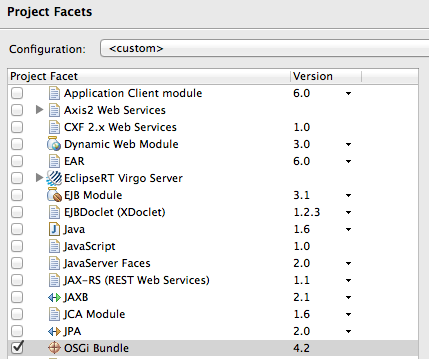 Project Facets
Configuration: <custom>
Project Facet Version
Application Client module 6.0
Axis2 Web Services
CXF 2.x Web Services 1.0
Dynamic Web Module 3.0
EAR 6.0
EclipseRT Virgo Server
EJB Module 3.1
EJBDoclet (XDoclet) 1.2.3
Java 1.6
JavaScript 1.0
JavaServer Faces 2.0
JAX-RS (REST Web Services) 1.1
JAXB 2.1
JCA Module 1.6
JPA 2.0
OSGi Bundle 4.2